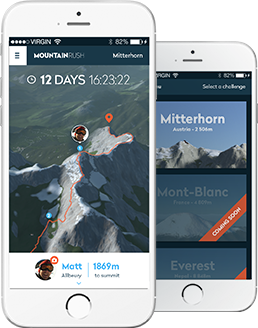 VIRGIN 82%
MOUNTAINRUSH Mitterhorn
12 DAYS 16:23:22
Matt
Allbeury
1869m
to summit
VIRGIN 82%
Select a challenge
Mitterhorn
Austria - 2 506m
Mont-Blanc
COMING SOON
Everest